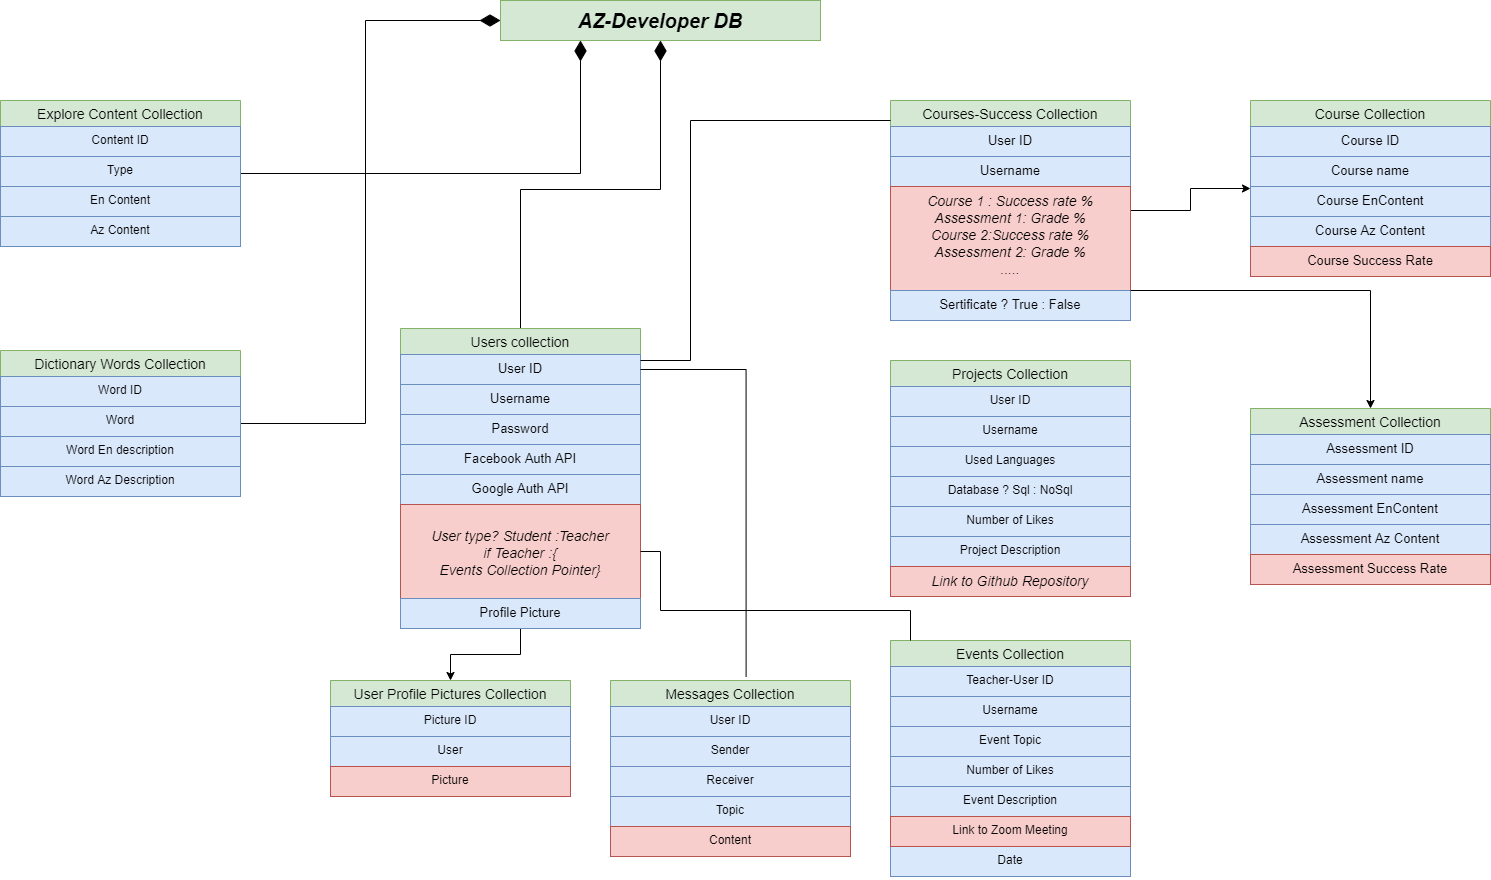 AZ-Developer DB
Explore Content Collection
Content ID
Type
En Content
Az Content
Dictionary Words Collection
Word ID
Word
Word En description
Word Az Description
Users collection
User ID
Username
Password
Facebook Auth API
Google Auth API
User type? Student :Teacher
if Teacher :{
Events Collection Pointer}
Profile Picture
User Profile Pictures Collection
Picture ID
User
Picture
Messages Collection
User ID
Sender
Receiver
Topic
Content
Courses-Success Collection
User ID
Username
Course 1 : Success rate %
Assessment 1: Grade %
Course 2:Success rate %
Assessment 2: Grade %
.....
Sertificate ? True : False
Projects Collection
User ID
Username
Used Languages
Database ? Sql : NoSql
Number of Likes
Project Description
Link to Github Repository
Events Collection
Teacher-User ID
Username
Event Topic
Number of Likes
Event Description
Link to Zoom Meeting
Date
Course Collection
Course ID
Course name
Course EnContent
Course Az Content
Course Success Rate
Assessment Collection
Assessment ID
Assessment name
Assessment EnContent
Assessment Az Content
Assessment Success Rate